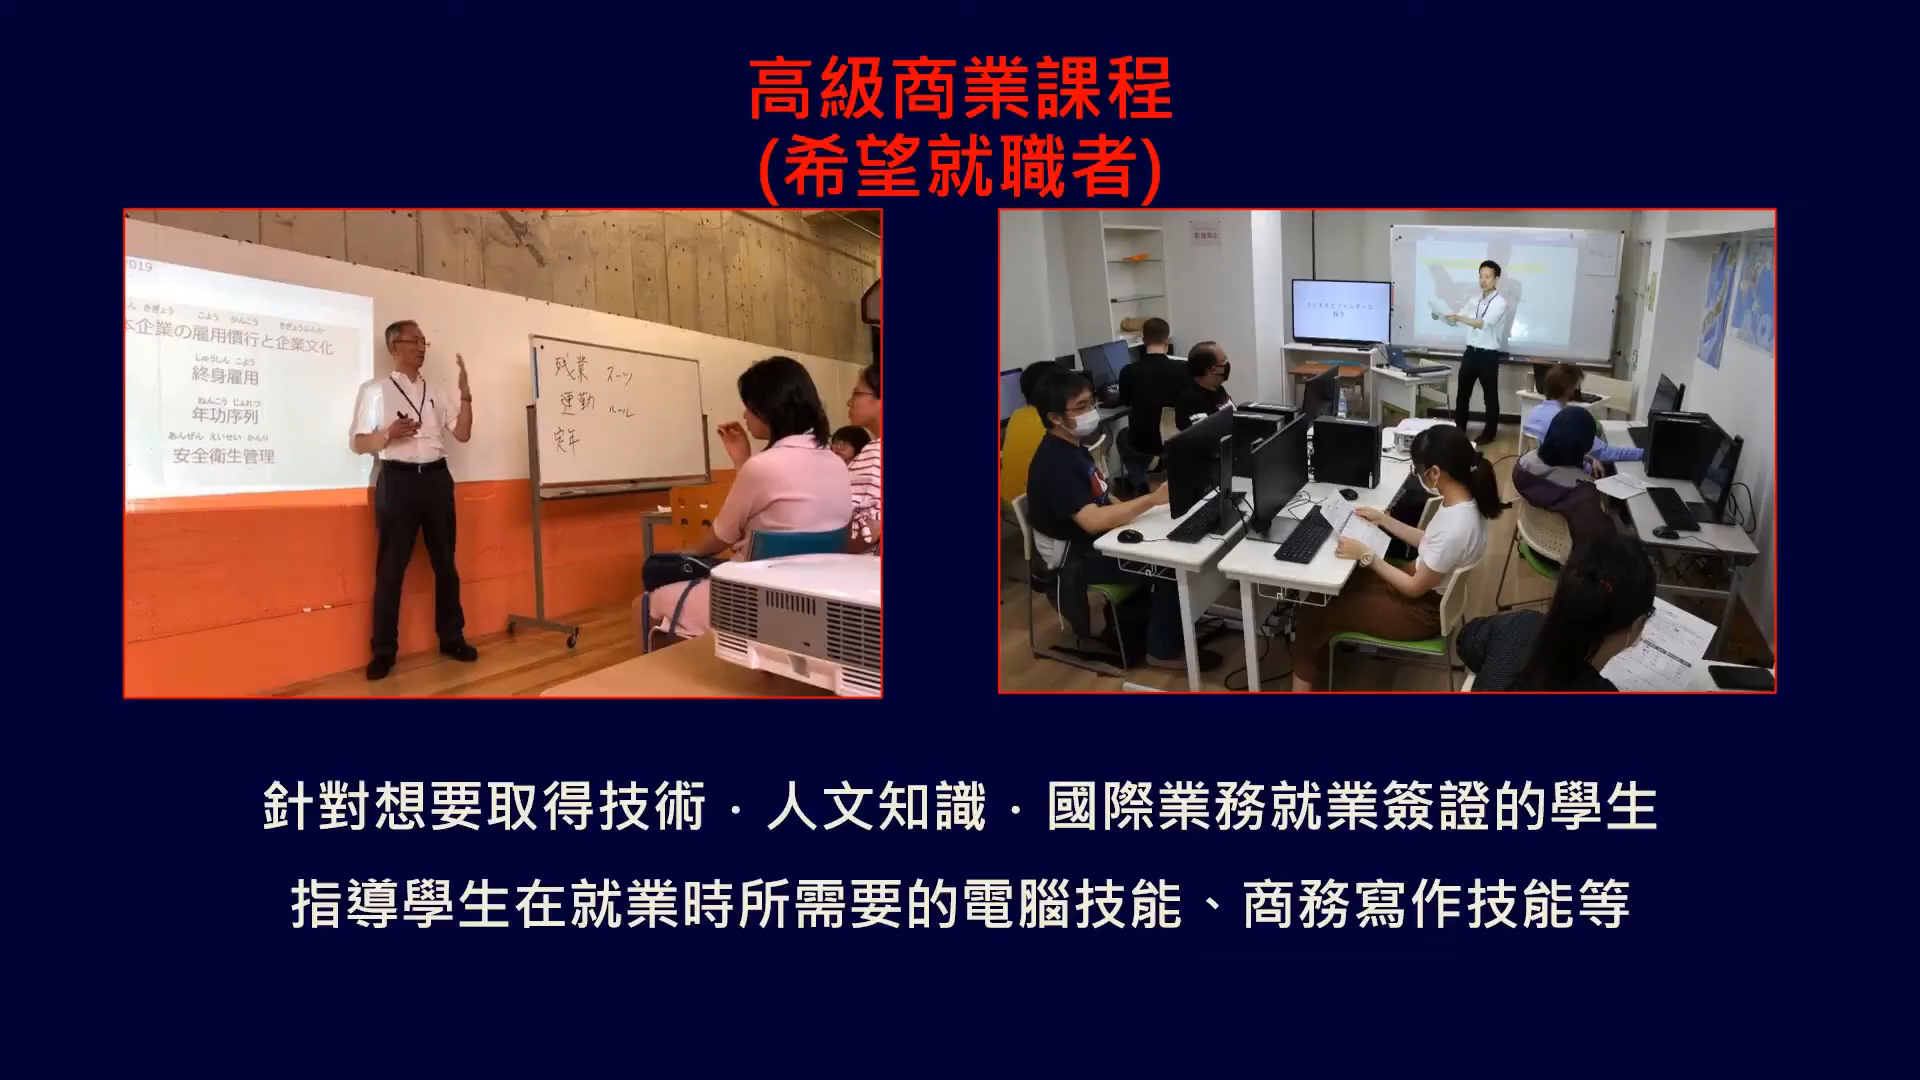 高級商業課程
(希望就職者)
2019
本企業の雇用慣行と企業文化
しゅうしん こよう
終身雇用
ねんこう じょれつ
年功序列
あんぜん えいせい かんり
安全衛生管理
残業 スーツ
運勤 ルール
定年
針對想要取得技術．人文知識．國際業務就業簽證的學生
指導學生在就業時所需要的電腦技能、商務寫作技能等